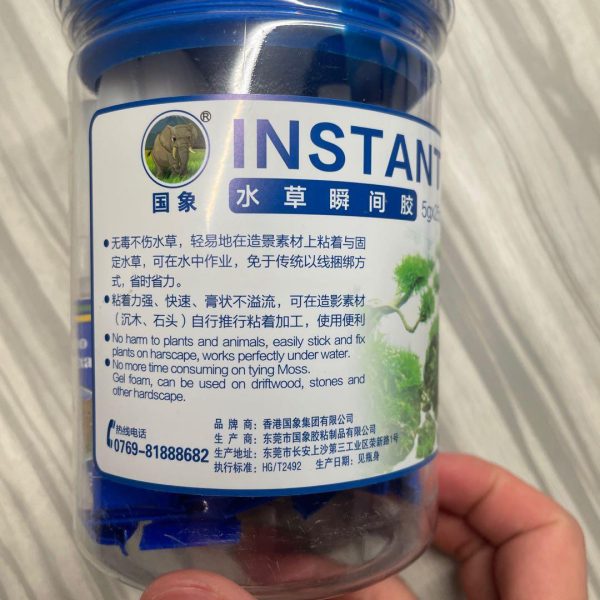 ®
国象
INSTANT
水草瞬间胶
●无毒不伤水草，轻易地在造景素材上粘着与固
定水草，可在水中作业，免于传统以线捆绑方
式，省时省力。
●粘着力强、快速、膏状不溢流，可在造影素材
（沉木、石头）自行推行粘着加工，使用便利
●No harm to plants and animals, easily stick and fix
plants on harscape, works perfectly under water.
●No more time consuming on tying Moss.
Gel foam, can be used on driftwood, stones and
other hardscape.
热线电话
0769-81888682
品牌商：香港国象集团有限公司
生产商：东莞市国象胶粘制品有限公司
生产地址：东莞市长安上沙第三工业区荣新路1号
执行标准：HG/T2492 生产日期：见瓶身